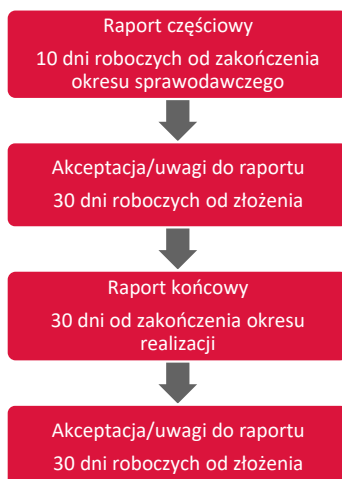 Raport częściowy
10 dni roboczych od zakończenia
okresu sprawodawczego
Akceptacja/uwagi do raportu
30 dni roboczych od złożenia
Raport końcowy
30 dni od zakończenia okresu
realizacji
Akceptacja/uwagi do raportu
30 dni roboczych od złożenia